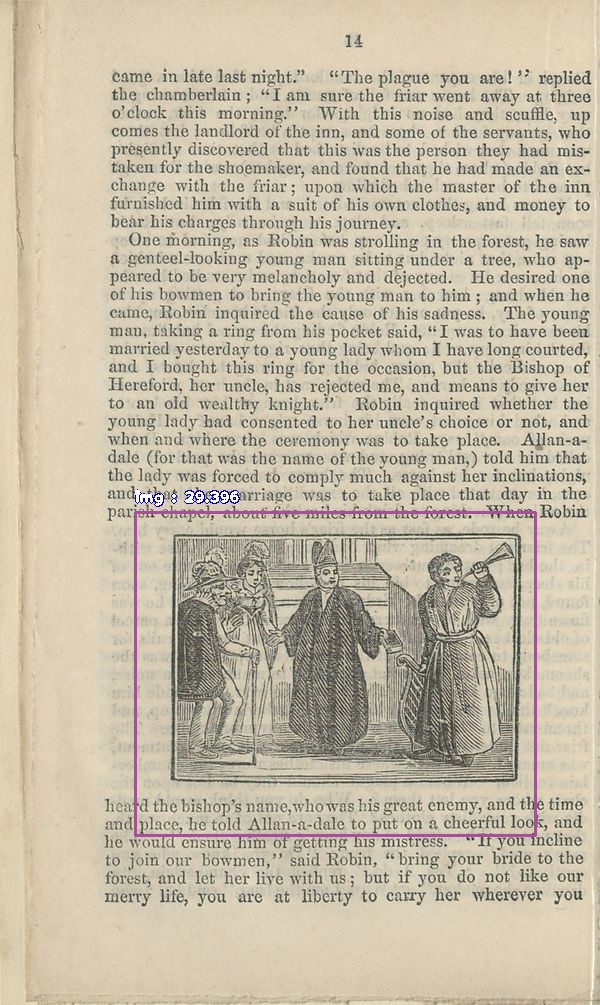 14
came in late last night.” “The plague you are!” replied
the chamberlain; “I am sure the friar went away at three
o'clock this morning.” With this noise and scuffle, up
comes the landlord of the inn, and some of the servants, who
presently discovered that this was the person they had mis-
taken for the shoemaker, and found that he had made an ex-
change with the friar; upon which the master of the inn
furnished him with a suit of his own clothes, and money to
bear his charges through his journey.
One morning, as Robin was strolling in the forest, he saw
a genteel-looking young man sitting under a tree, who ap-
peared to be very melancholy and dejected. He desired one
of his bowmen to bring the young man to him; and when he
came, Robin inquired the cause of his sadness. The young
man, taking a ring from his pocket said, “I was to have been
married yesterday to a young lady whom I have long courted,
and I bought this ring for the occasion, but the Bishop of
Hereford, her uncle, has rejected me, and means to give her
to an old wealthy knight.” Robin inquired whether the
young lady had consented to her uncle's choice or not, and
when and where the ceremony was to take place. Allan-a-
dale (for that was the name of the young man,) told him that
the lady was forced to comply much against her inclinations,
and marriage was to take place that day in the
img : 29.396
parish chapel, about five miles from the forest. When Robin
heard the bishop's name, who was his great enemy, and the time
and place, he told Allan-a-dale to put on a cheerful look, and
he would ensure him of getting his mistress. “If you incline
to join our bowmen,” said Robin, “bring your bride to the
forest, and let her live with us; but if you do not like our
merry life, you are at liberty to carry her wherever you